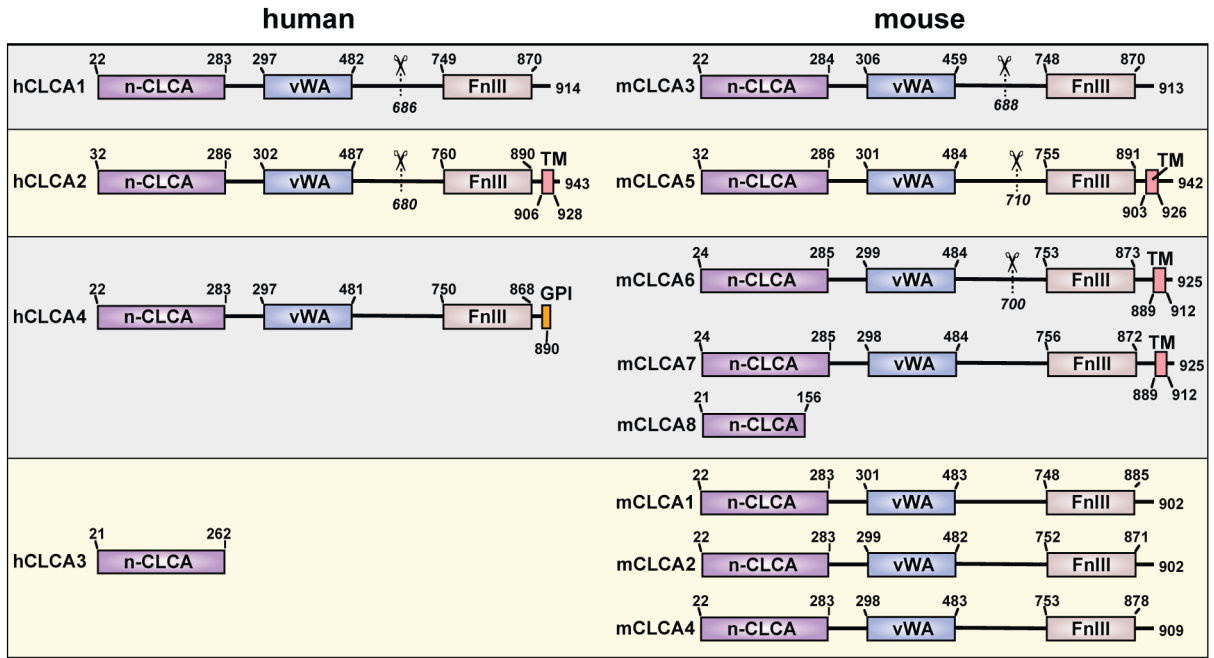 human mouse
22 283 297 482 749 870
hCLCA1 n-CLCA vWA FnIII 914
686
22 284 306 459 748 870
mCLCA3 n-CLCA vWA FnIII 913
688
32 286 302 487 760 890 TM
hCLCA2 n-CLCA vWA FnIII 943
680 906 928
32 286 301 484 755 891 TM
mCLCA5 n-CLCA vWA FnIII 942
710 903 926
22 283 297 481 750 868 GPI
hCLCA4 n-CLCA vWA FnIII
890
24 285 299 484 753 873 TM
mCLCA6 n-CLCA vWA FnIII 925
700 889 912
24 285 298 484 756 872 TM
mCLCA7 n-CLCA vWA FnIII 925
889 912
21 156
mCLCA8 n-CLCA
21 262
hCLCA3 n-CLCA
22 283 301 483 748 885
mCLCA1 n-CLCA vWA FnIII 902
22 283 299 482 752 871
mCLCA2 n-CLCA vWA FnIII 902
22 283 298 483 753 878
mCLCA4 n-CLCA vWA FnIII 909